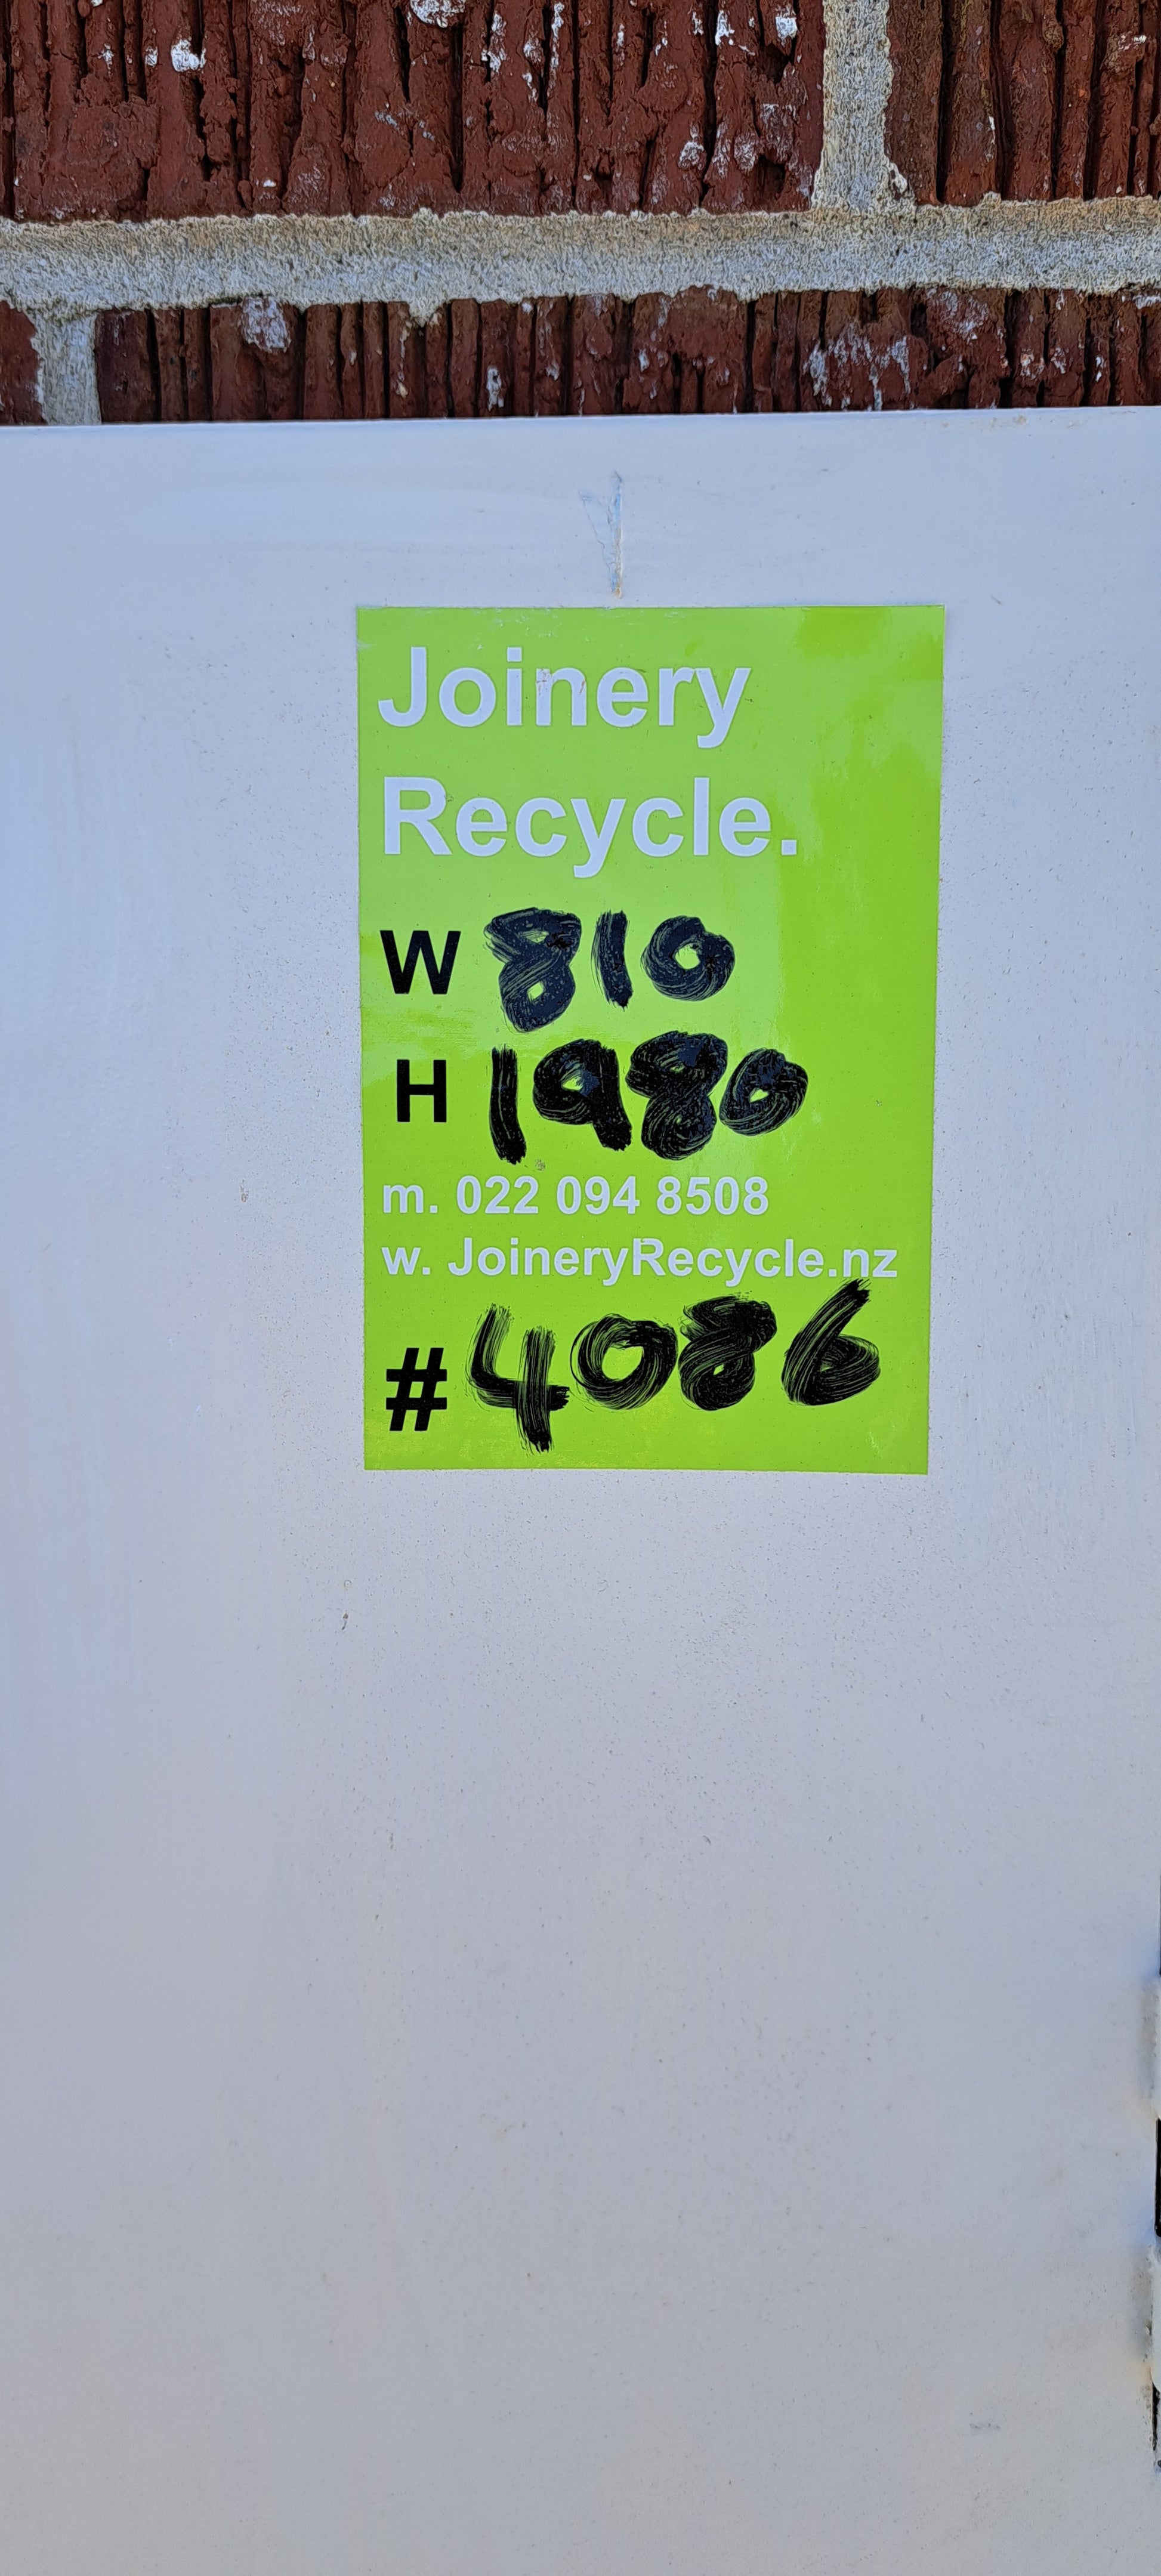 Joinery
Recycle.
W 810
H 1980
m. 022 094 8508
w. JoineryRecycle.nz
# 4086